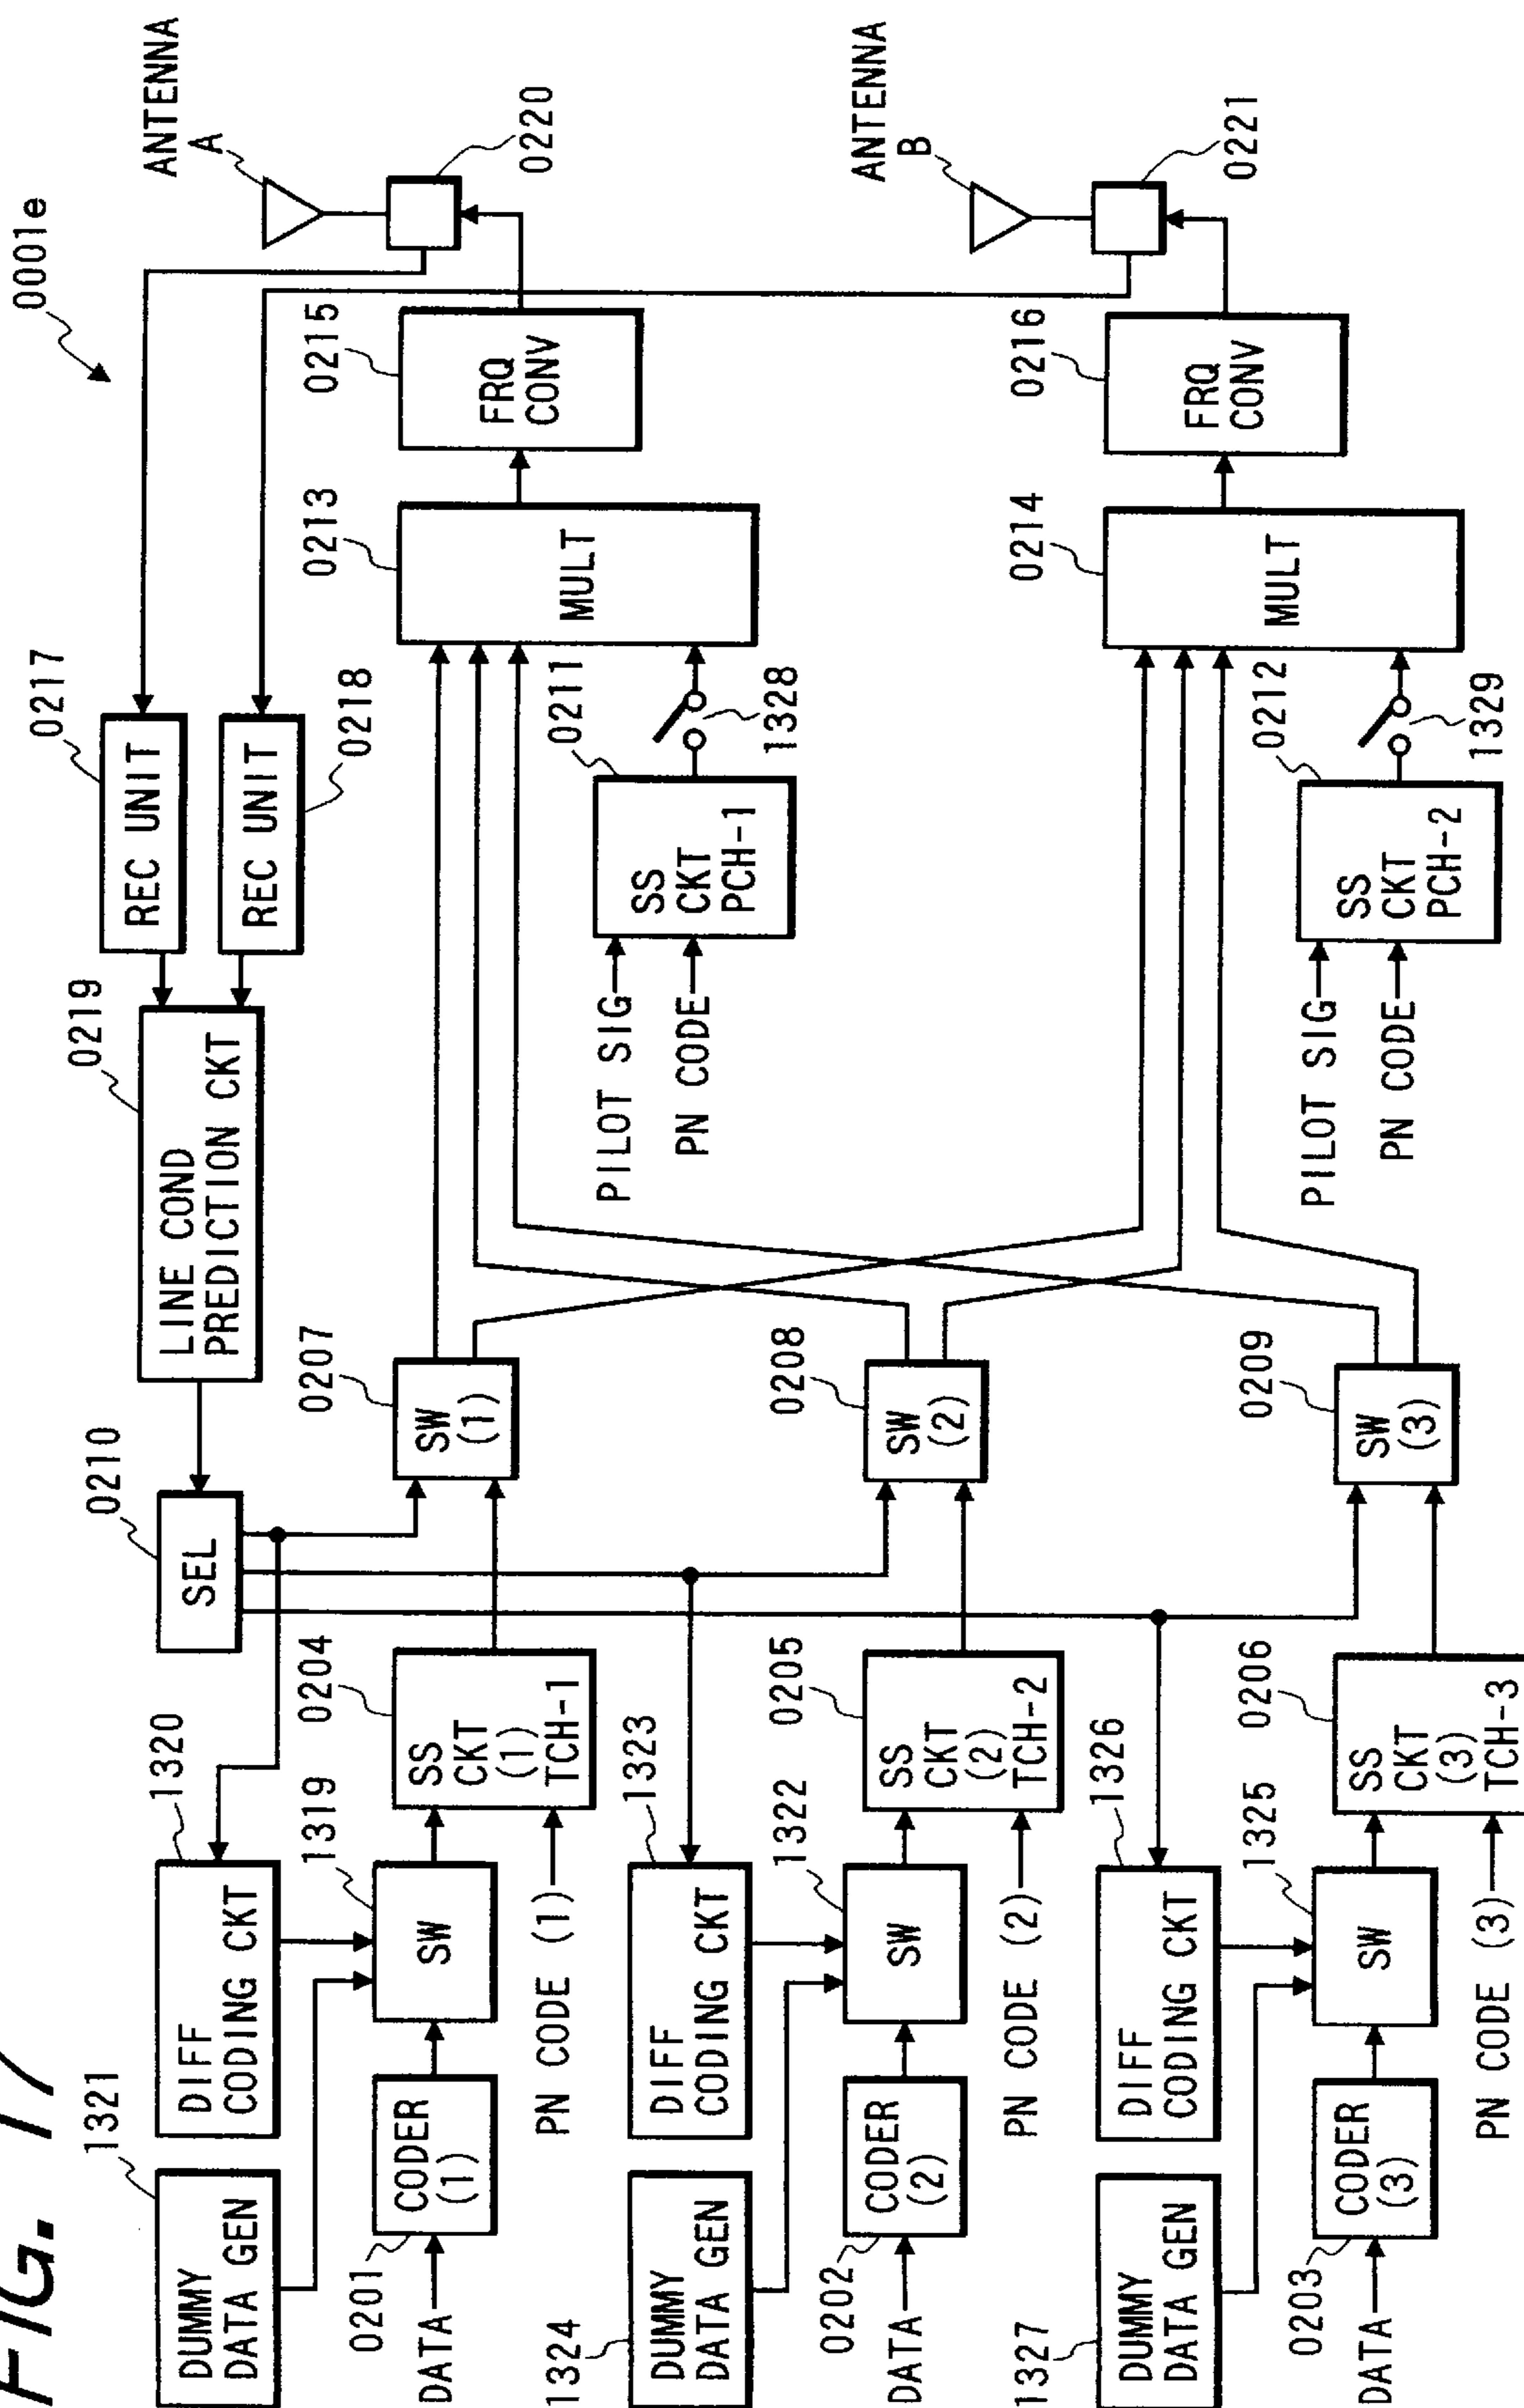 FIG. 17
0001e
1321
DUMMY
DATA GEN
1320
DIFF
CODING CKT
0210
SEL
0219
LINE COND
PREDICTION CKT
0217
REC UNIT
REC UNIT
0218
ANTENNA
A
0220
DATA
0201
CODER
(1)
1319
SW
PN CODE (1)
0204
SS
CKT
(1)
TCH-1
0207
SW
(1)
0213
MULT
0215
FRQ
CONV
PILOT SIG
PN CODE
0211
SS
CKT
PCH-1
1328
1324
DUMMY
DATA GEN
1323
DIFF
CODING CKT
DATA
0202
CODER
(2)
1322
SW
PN CODE (2)
0205
SS
CKT
(2)
TCH-2
0208
SW
(2)
ANTENNA
B
0221
1327
DUMMY
DATA GEN
1326
DIFF
CODING CKT
DATA
0203
CODER
(3)
1325
SW
PN CODE (3)
0206
SS
CKT
(3)
TCH-3
0209
SW
(3)
0214
MULT
0216
FRQ
CONV
PILOT SIG
PN CODE
0212
SS
CKT
PCH-2
1329